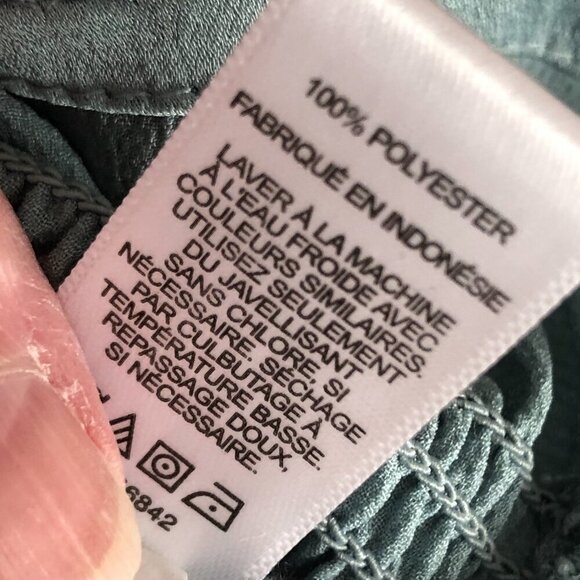 100% POLYESTER
FABRIQUÉ EN INDONÉSIE
LAVER À LA MACHINE
À L'EAU FROIDE AVEC
COULEURS SIMILAIRES.
UTILISEZ SEULEMENT
DU JAVELLISANT
SANS CHLORE, SI
NÉCESSAIRE. SÉCHAGE
PAR CULBUTAGE À
TEMPÉRATURE BASSE.
REPASSAGE DOUX,
SI NÉCESSAIRE.
6842